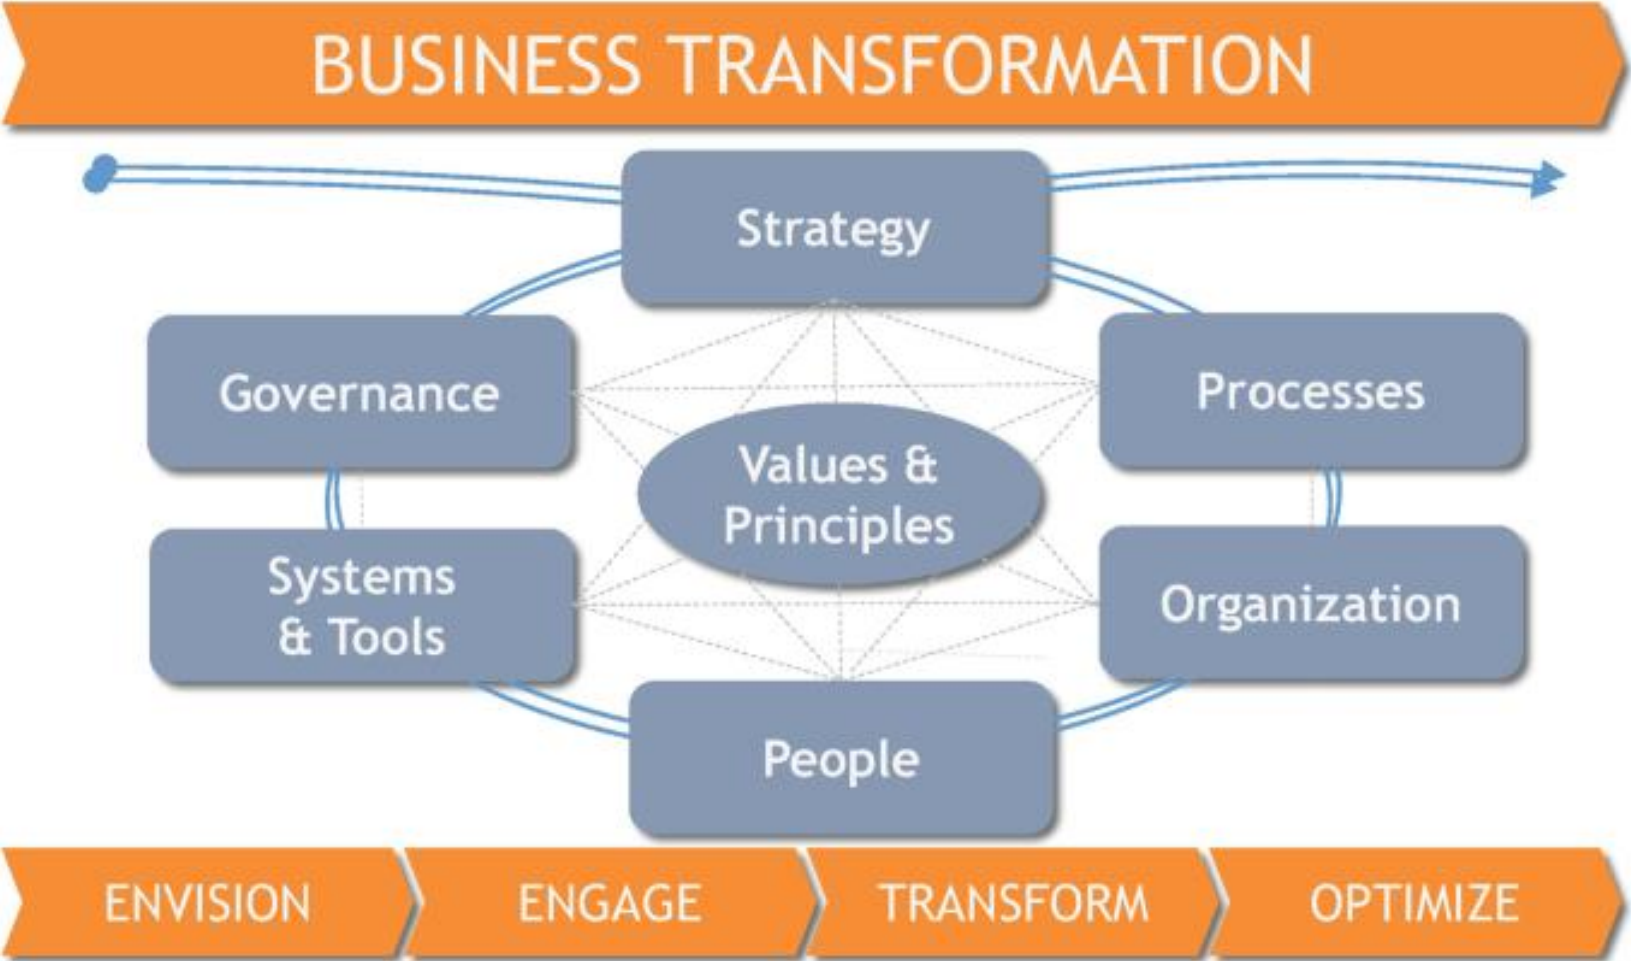 BUSINESS TRANSFORMATION
Strategy
Governance
Processes
Values &
Principles
Systems
& Tools
Organization
People
ENVISION
ENGAGE
TRANSFORM
OPTIMIZE